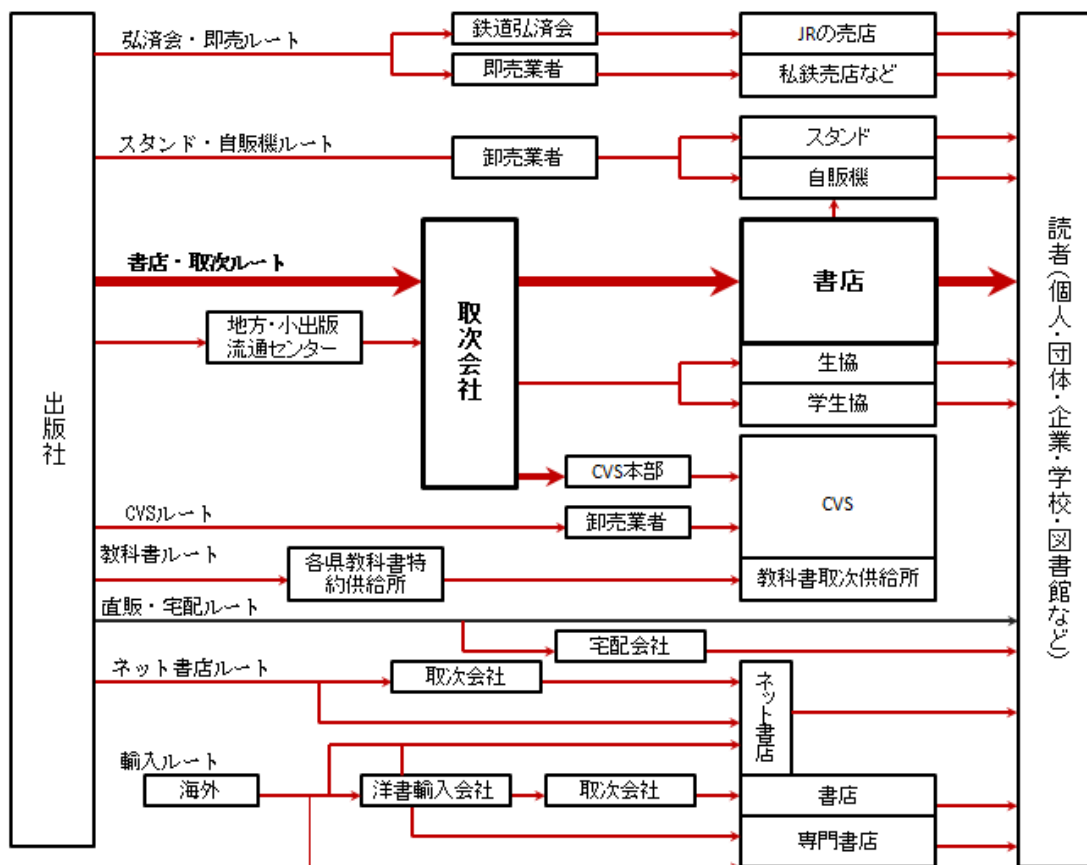 出版社
弘済会・即売ルート
鉄道弘済会
即売業者
JRの売店
私鉄売店など
スタンド・自販機ルート
卸売業者
スタンド
自販機
書店・取次ルート
地方・小出版
流通センター
取次会社
書店
生協
学生協
CVS本部
CVSルート
卸売業者
CVS
教科書ルート
各県教科書特
約供給所
教科書取次供給所
直販・宅配ルート
宅配会社
ネット書店ルート
取次会社
ネット書店
輸入ルート
海外
洋書輸入会社
取次会社
書店
専門書店
読者(個人・団体・企業・学校・図書館など)